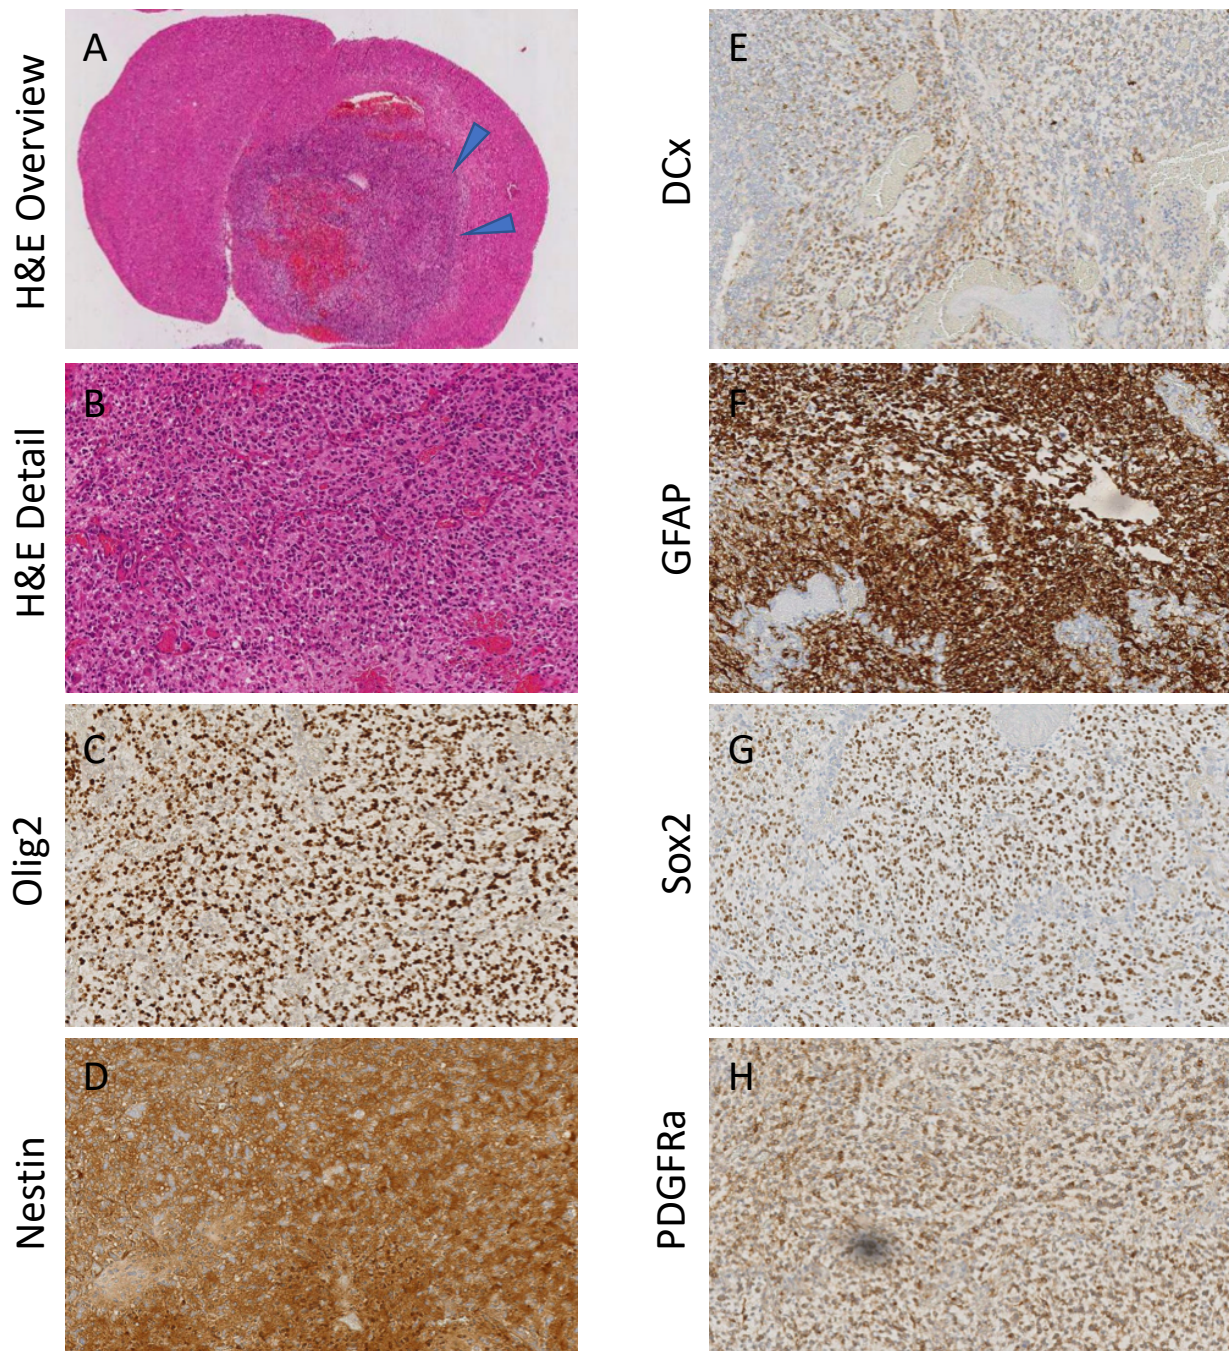 H&E Overview
A
H&E Detail
B
Olig2
C
Nestin
D
DCx
E
GFAP
F
Sox2
G
PDGFRa
H